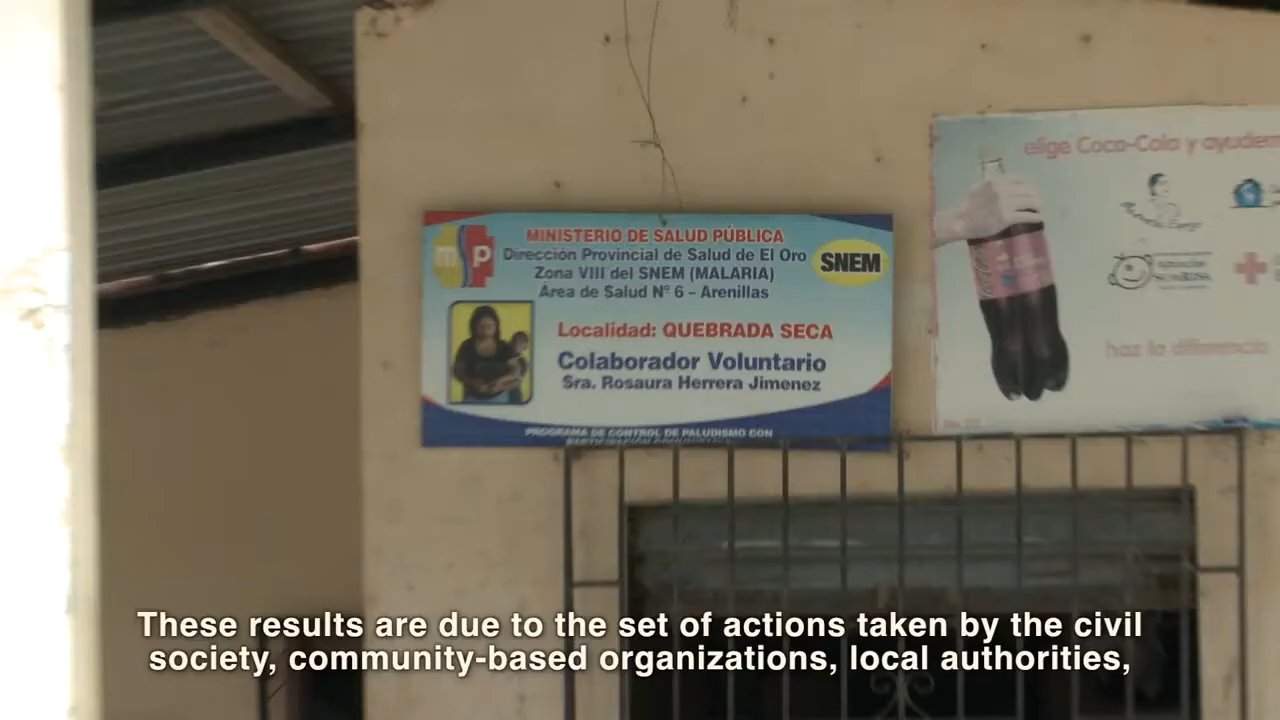 MINISTERIO DE SALUD PÚBLICA
Dirección Provincial de Salud de El Oro
Zona VIII del SNEM (MALARIA)
Área de Salud Nº 6 – Arenillas
mp
SNEM
Localidad: QUEBRADA SECA
Colaborador Voluntario
Sra. Rosaura Herrera Jimenez
PROGRAMA DE CONTROL DE PALUDISMO CON
elige Coca-Cola y ayudem
haz la diferencia
These results are due to the set of actions taken by the civil
society, community-based organizations, local authorities,